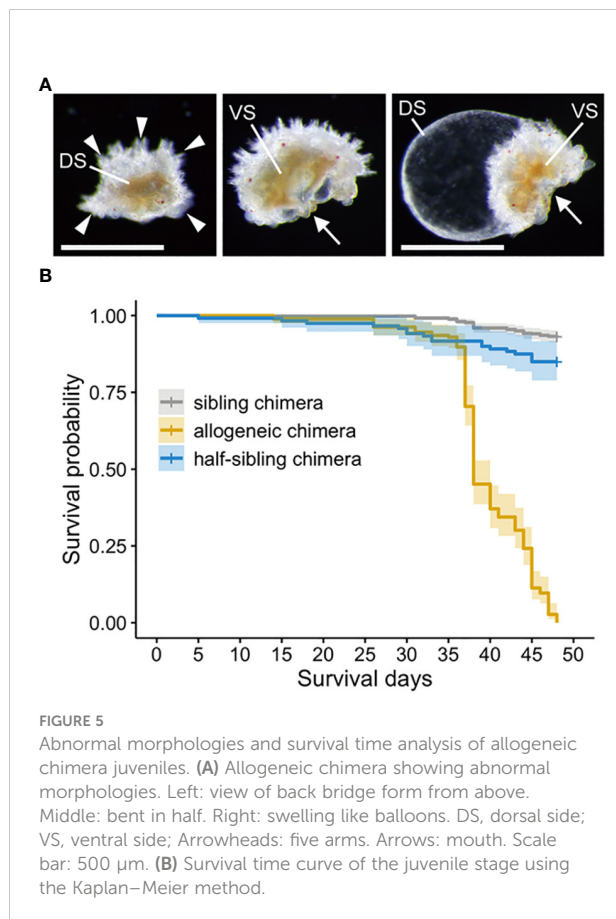 A
DS
VS
DS
VS
B
1.00
0.75
0.50
0.25
0.00
Survival probability
sibling chimera
allogeneic chimera
half-sibling chimera
0 5 10 15 20 25 30 35 40 45 50
Survival days
FIGURE 5
Abnormal morphologies and survival time analysis of allogeneic
chimera juveniles. (A) Allogeneic chimera showing abnormal
morphologies. Left: view of back bridge form from above.
Middle: bent in half. Right: swelling like balloons. DS, dorsal side;
VS, ventral side; Arrowheads: five arms. Arrows: mouth. Scale
bar: 500 μm. (B) Survival time curve of the juvenile stage using
the Kaplan–Meier method.